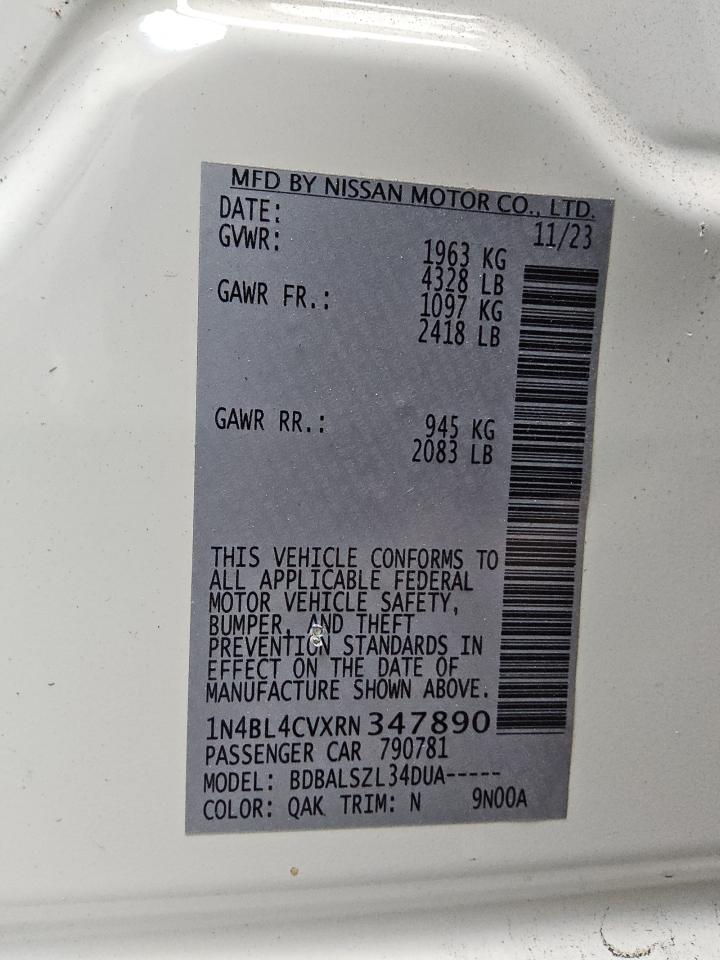 MFD BY NISSAN MOTOR CO., LTD.
DATE: 11/23
GVWR: 1963 KG
4328 LB
GAWR FR.: 1097 KG
2418 LB
GAWR RR.: 945 KG
2083 LB
THIS VEHICLE CONFORMS TO
ALL APPLICABLE FEDERAL
MOTOR VEHICLE SAFETY,
BUMPER, AND THEFT
PREVENTION STANDARDS IN
EFFECT ON THE DATE OF
MANUFACTURE SHOWN ABOVE.
1N4BL4CVXRN347890
PASSENGER CAR 790781
MODEL: BDBALSZL34DUA-----
COLOR: QAK TRIM: N 9N00A